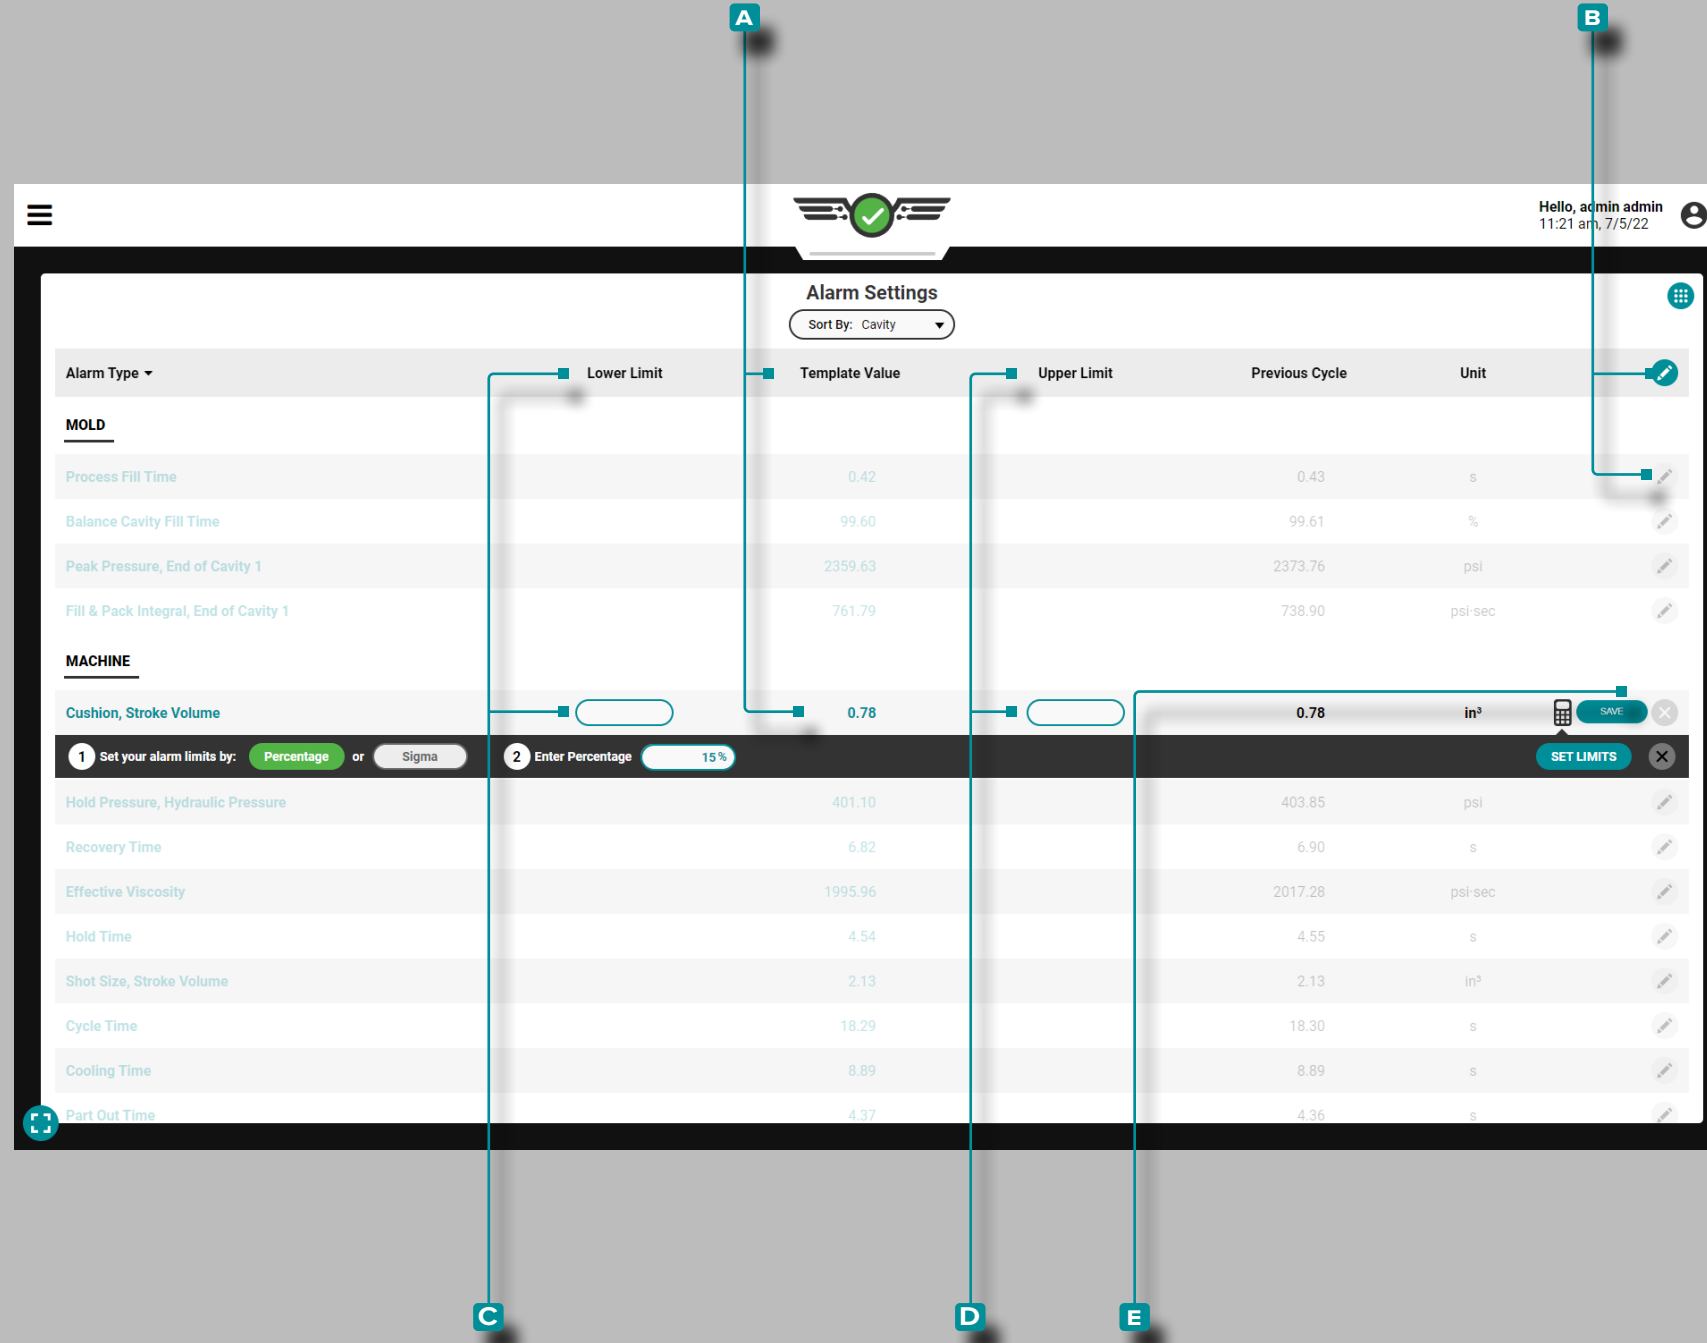 A B
Hello, admin admin
11:21 am, 7/5/22
Alarm Settings
Sort By: Cavity
Alarm Type Lower Limit Template Value Upper Limit Previous Cycle Unit
MOLD
Process Fill Time 0.42 0.43 s
Balance Cavity Fill Time 99.60 99.61 %
Peak Pressure, End of Cavity 1 2359.63 2373.76 psi
Fill & Pack Integral, End of Cavity 1 761.79 738.90 psi·sec
MACHINE
Cushion, Stroke Volume 0.78 0.78 in³ SAVE
1 Set your alarm limits by: Percentage or Sigma 2 Enter Percentage 15% SET LIMITS
Hold Pressure, Hydraulic Pressure 401.10 403.85 psi
Recovery Time 6.82 6.90 s
Effective Viscosity 1995.96 2017.28 psi·sec
Hold Time 4.54 4.55 s
Shot Size, Stroke Volume 2.13 2.13 in³
Cycle Time 18.29 18.30 s
Cooling Time 8.89 8.89 s
Part Out Time 4.37 4.36 s
C D E